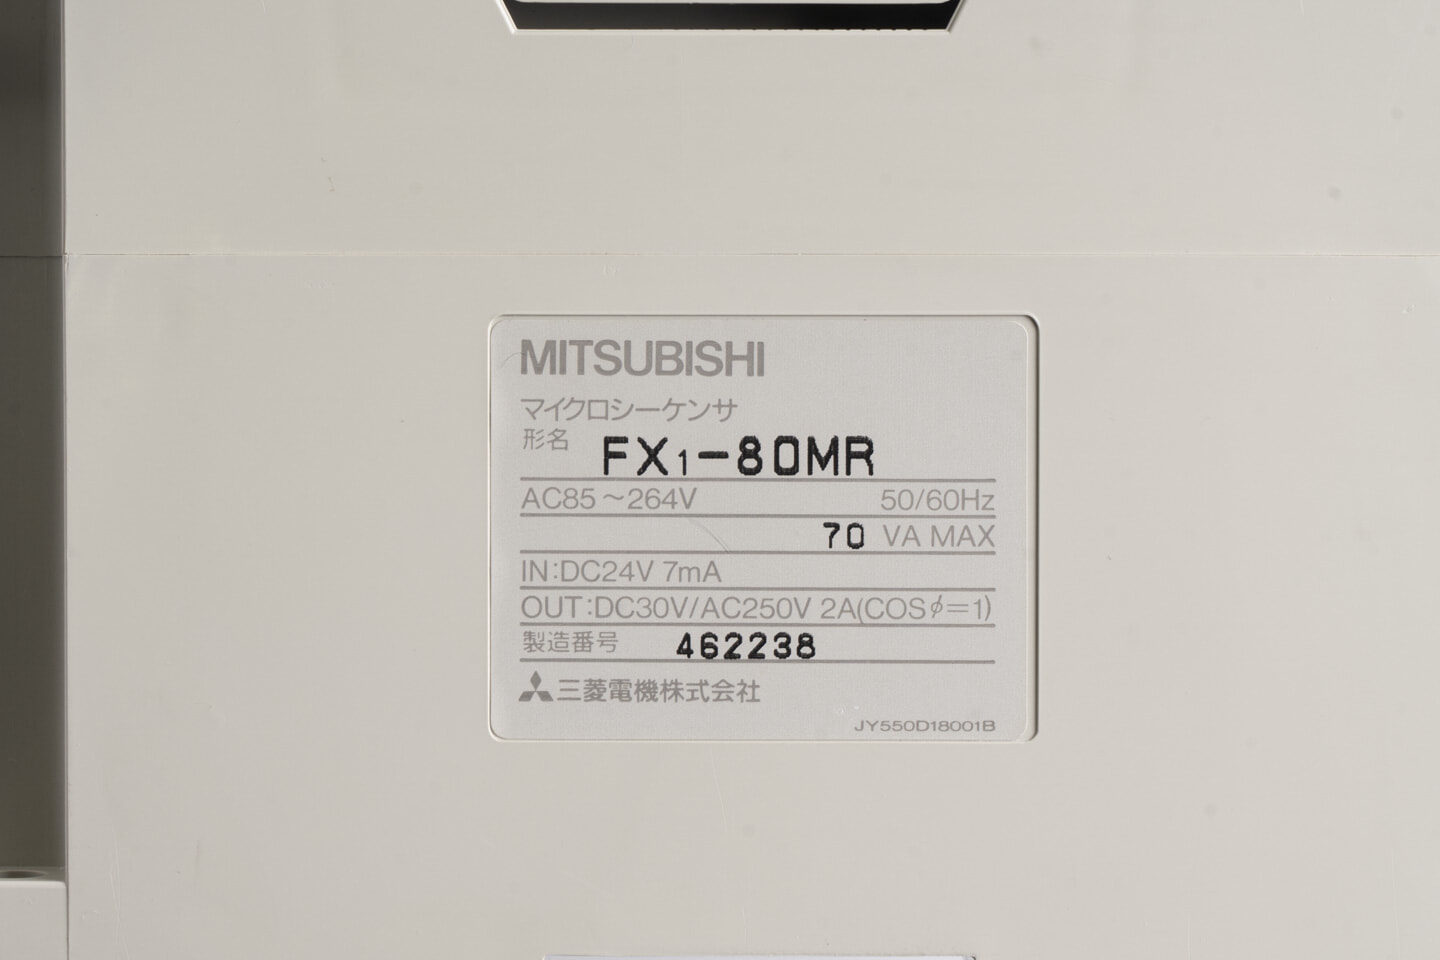 MITSUBISHI
マイクロシーケンサ
形名 FX1-80MR
AC85~264V 50/60Hz
70 VA MAX
IN:DC24V 7mA
OUT:DC30V/AC250V 2A(COSφ=1)
製造番号 462238
三菱電機株式会社
JY550D18001B